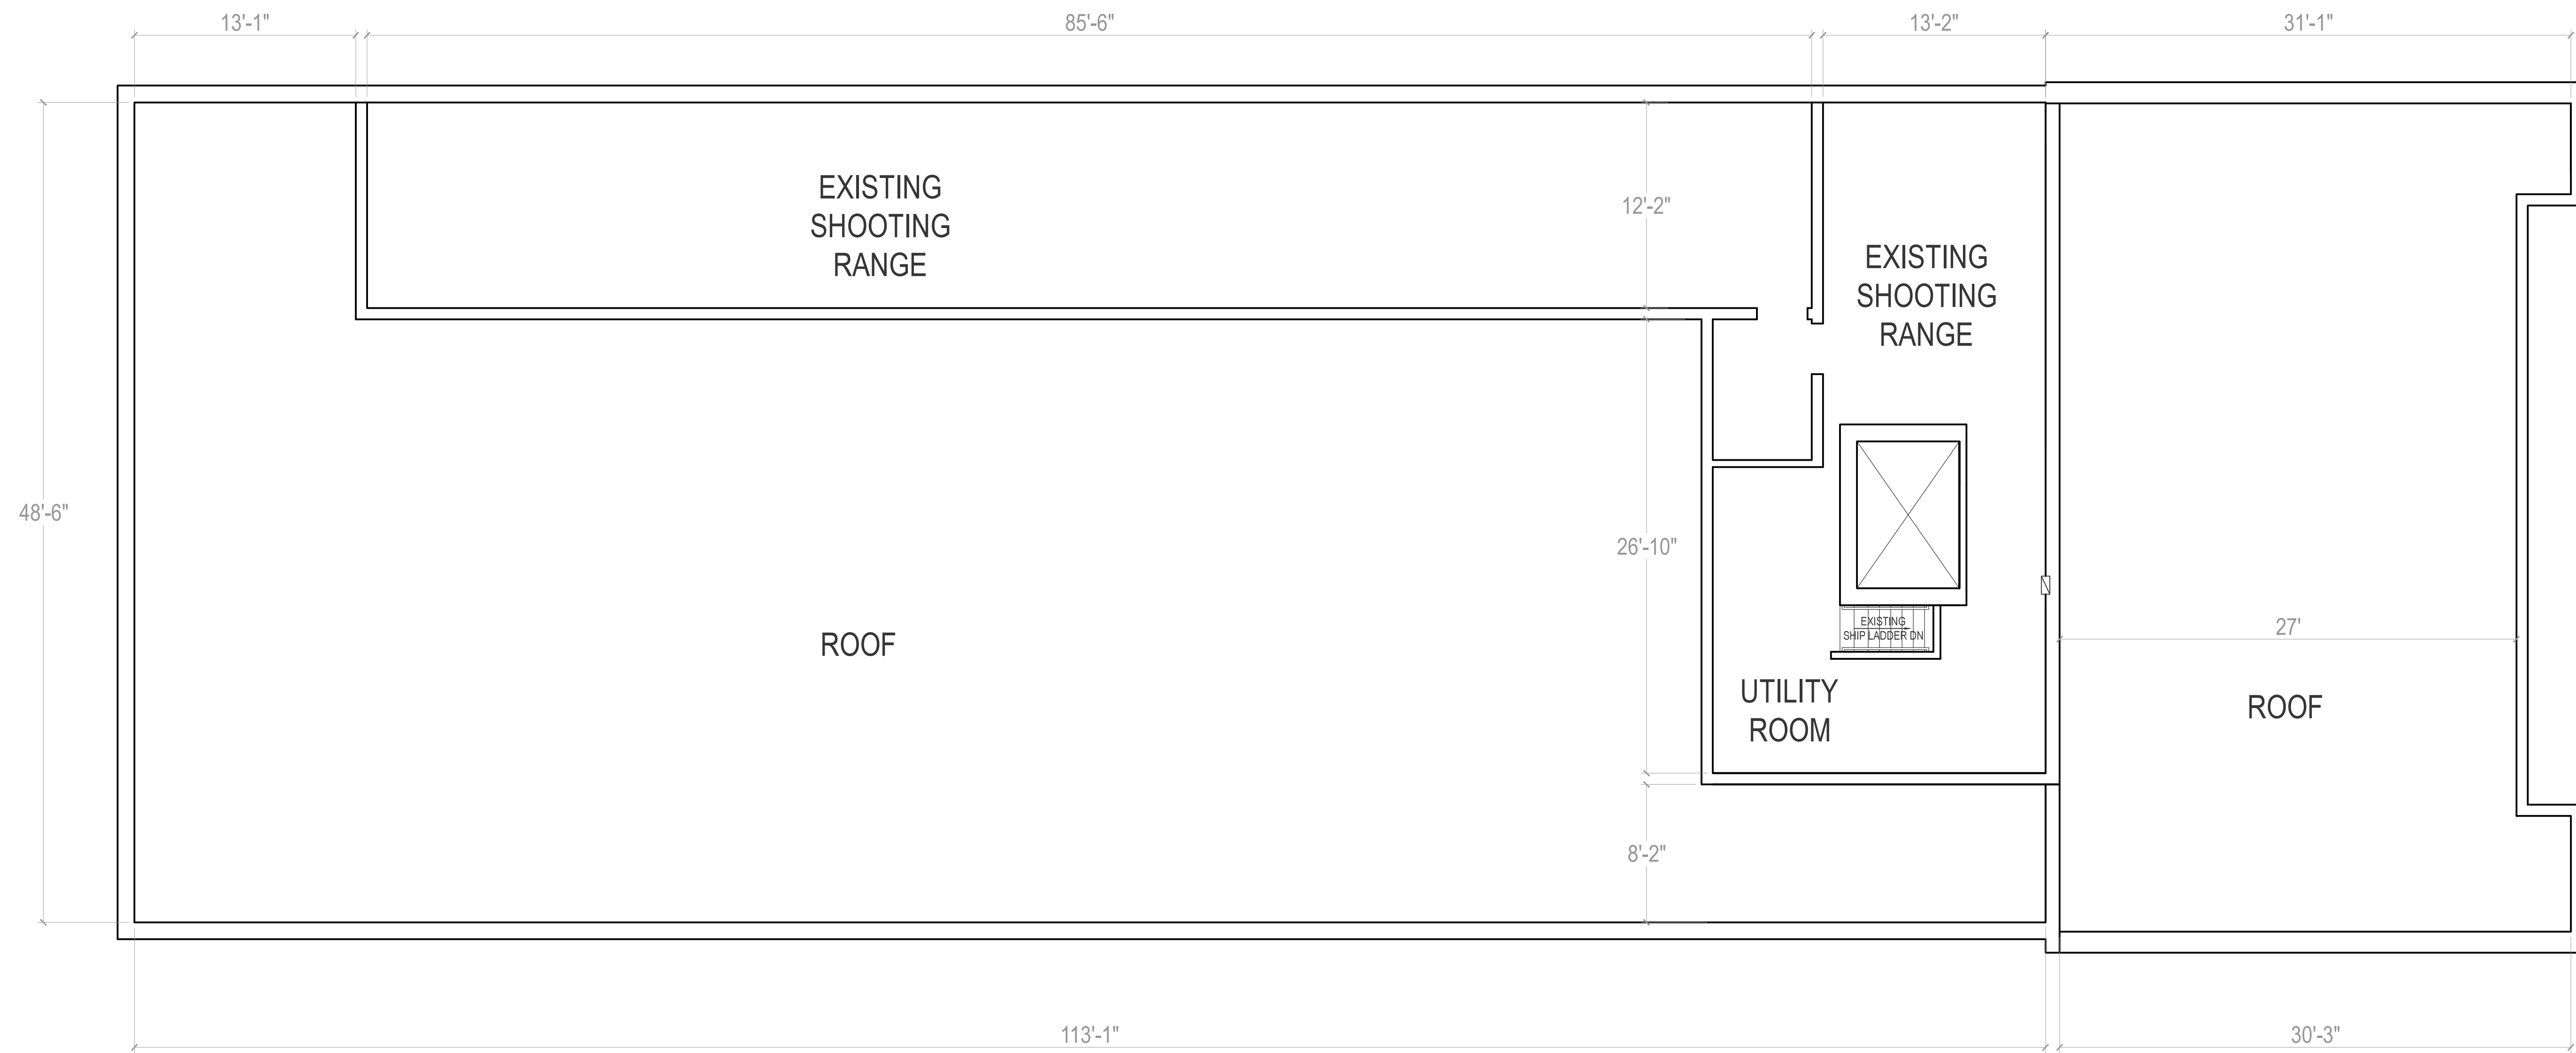 13'-1"
85'-6"
13'-2"
31'-1"
EXISTING
SHOOTING
RANGE
12'-2"
EXISTING
SHOOTING
RANGE
48'-6"
26'-10"
EXISTING
SHIP LADDER DN
27'
ROOF
UTILITY
ROOM
ROOF
8'-2"
113'-1"
30'-3"